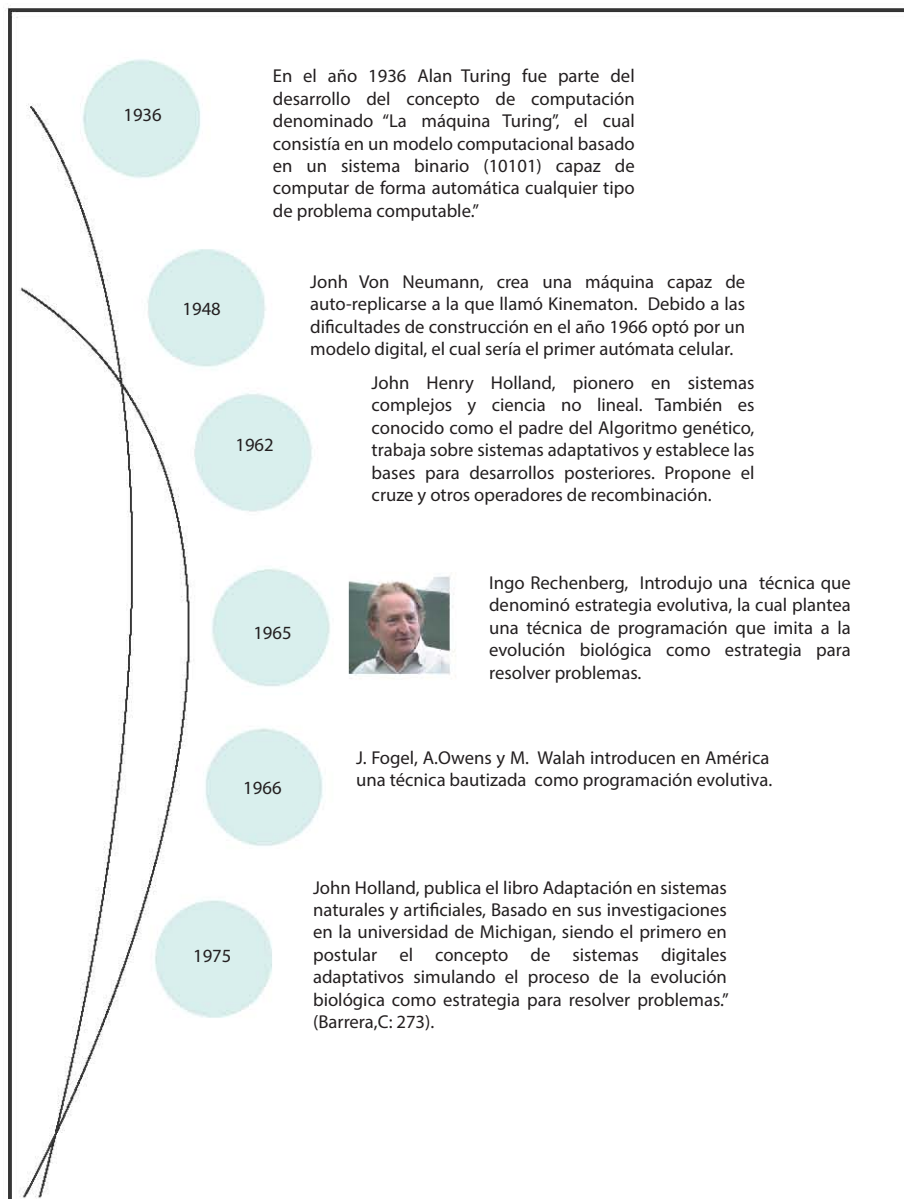 1936
En el año 1936 Alan Turing fue parte del
desarrollo del concepto de computación
denominado “La máquina Turing”, el cual
consistía en un modelo computacional basado
en un sistema binario (10101) capaz de
computar de forma automática cualquier tipo
de problema computable.”
1948
Jonh Von Neumann, crea una máquina capaz de
auto-replicarse a la que llamó Kinematon. Debido a las
dificultades de construcción en el año 1966 optó por un
modelo digital, el cual sería el primer autómata celular.
1962
John Henry Holland, pionero en sistemas
complejos y ciencia no lineal. También es
conocido como el padre del Algoritmo genético,
trabaja sobre sistemas adaptativos y establece las
bases para desarrollos posteriores. Propone el
cruze y otros operadores de recombinación.
1965
Ingo Rechenberg, Introdujo una técnica que
denominó estrategia evolutiva, la cual plantea
una técnica de programación que imita a la
evolución biológica como estrategia para
resolver problemas.
1966
J. Fogel, A.Owens y M. Walah introducen en América
una técnica bautizada como programación evolutiva.
1975
John Holland, publica el libro Adaptación en sistemas
naturales y artificiales, Basado en sus investigaciones
en la universidad de Michigan, siendo el primero en
postular el concepto de sistemas digitales
adaptativos simulando el proceso de la evolución
biológica como estrategia para resolver problemas.”
(Barrera,C: 273).